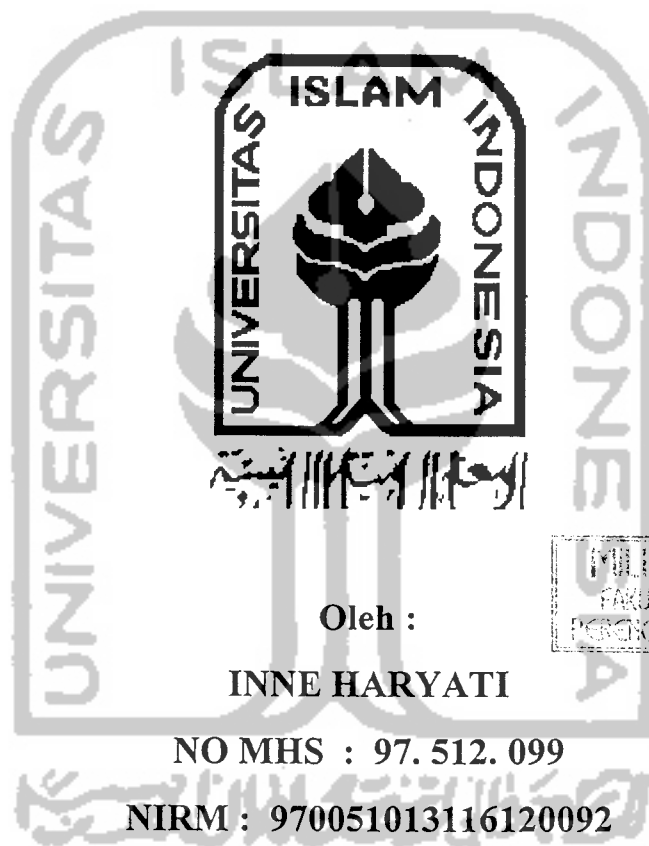 ISLAM
UNIVERSITAS
INDONESIA
Oleh :
INNE HARYATI
NO MHS : 97. 512. 099
NIRM : 970051013116120092